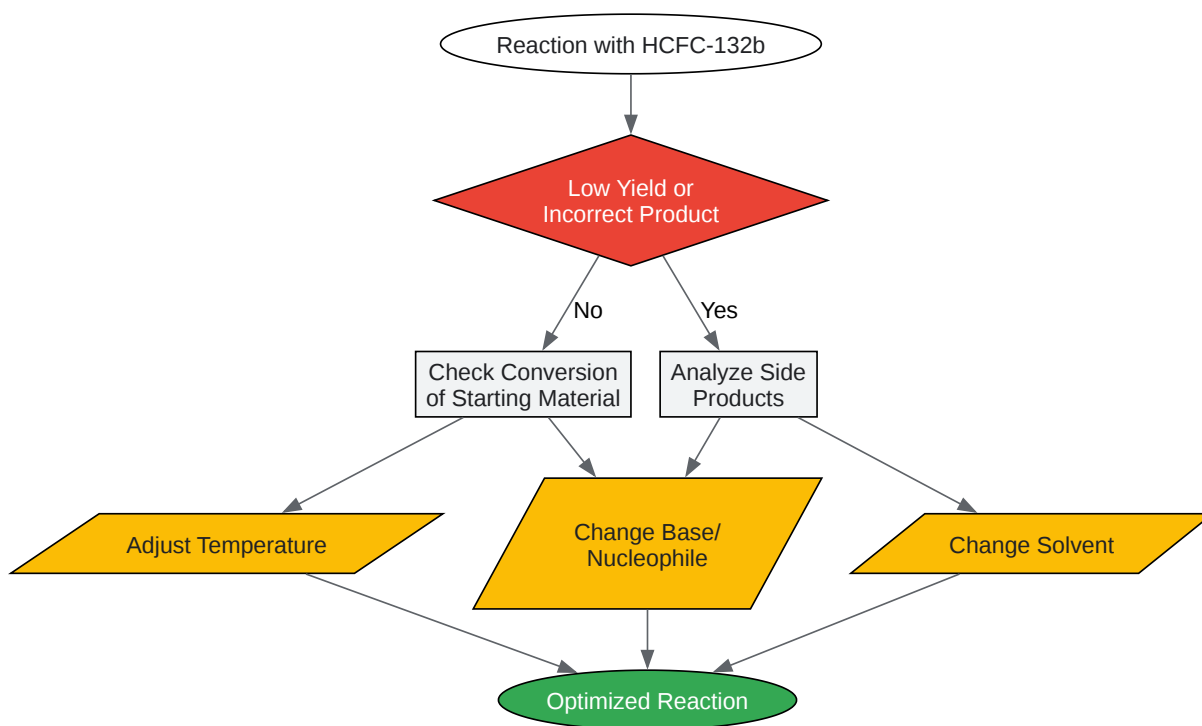 Reaction with HCFC-132b
Low Yield or
Incorrect Product
No
Yes
Check Conversion
of Starting Material
Analyze Side
Products
Adjust Temperature
Change Base/
Nucleophile
Change Solvent
Optimized Reaction